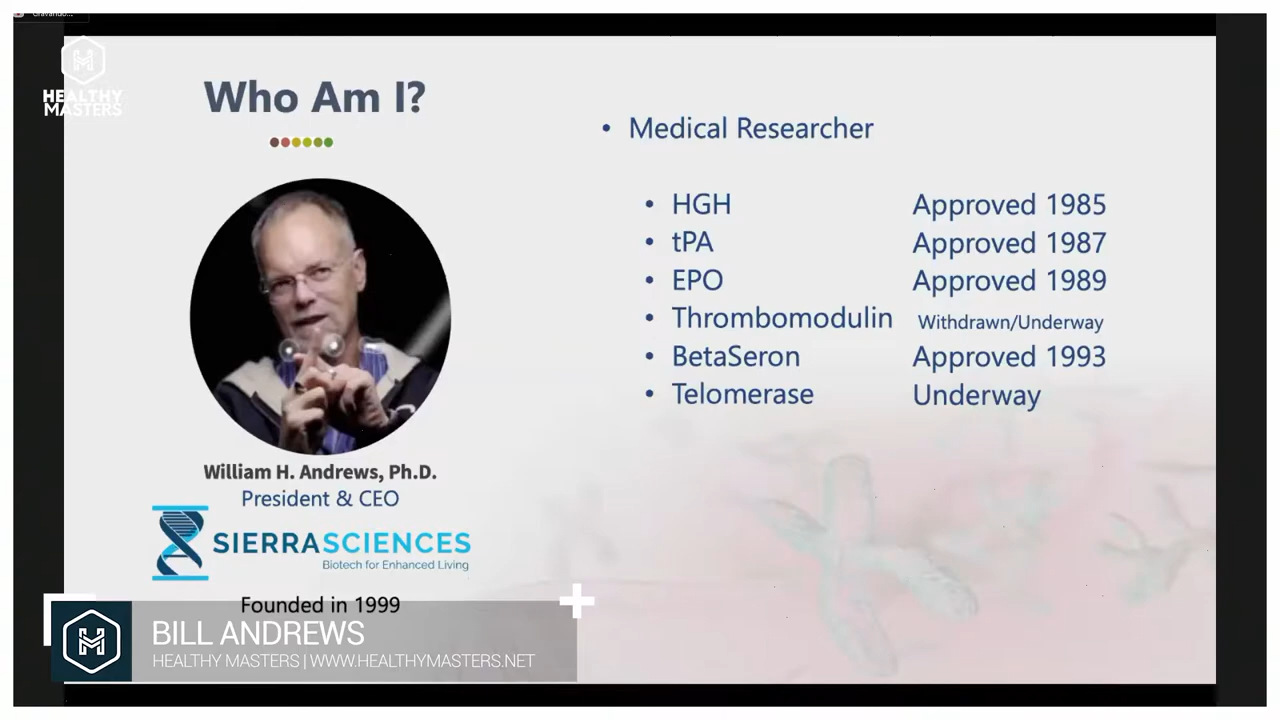 Gravando...
HEALTHY
MASTERS
Who Am I?
• Medical Researcher
• HGH Approved 1985
• tPA Approved 1987
• EPO Approved 1989
• Thrombomodulin Withdrawn/Underway
• BetaSeron Approved 1993
• Telomerase Underway
William H. Andrews, Ph.D.
President & CEO
SIERRASCIENCES
Biotech for Enhanced Living
Founded in 1999
BILL ANDREWS
HEALTHY MASTERS | WWW.HEALTHYMASTERS.NET